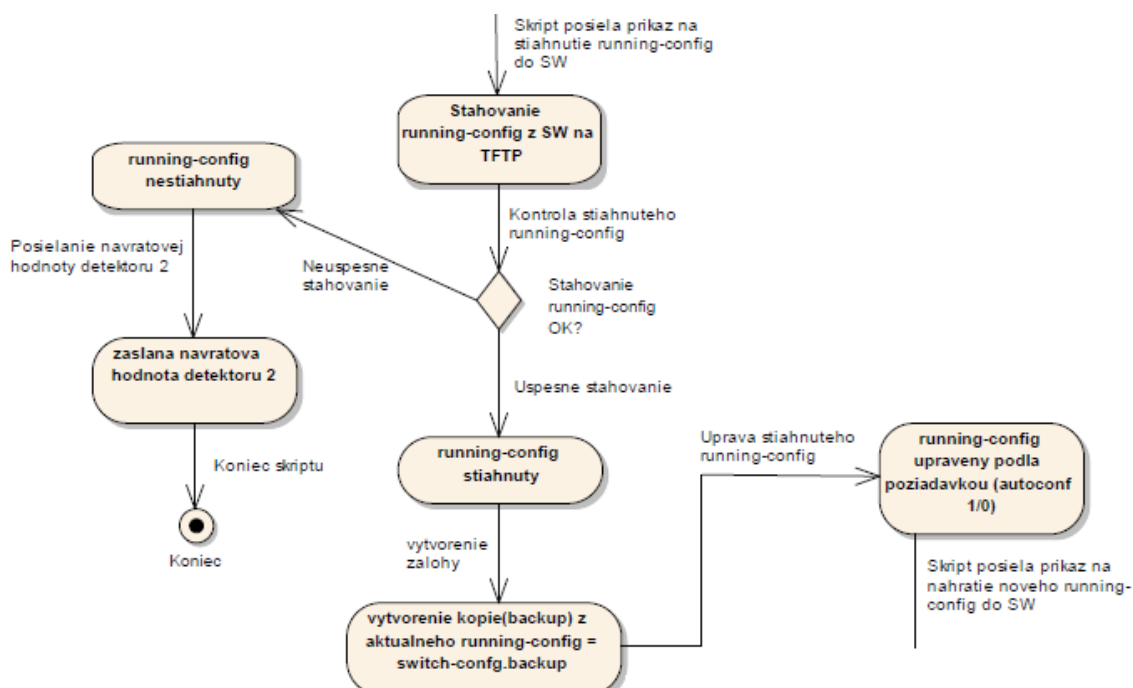 Skript posiela prikaz na
stiahnutie running-config
do SW
Stahovanie
running-config z SW na
TFTP
running-config
nestiahnuty
Kontrola stiahnuteho
running-config
Posielanie navratovej
hodnoty detektoru 2
Neuspesne
stahovanie
Stahovanie
running-config
OK?
zaslana navratova
hodnota detektoru 2
Uspesne stahovanie
Koniec skriptu
Koniec
running-config
stiahnuty
Uprava stiahnuteho
running-config
running-config
upraveny podla
poziadavkou (autoconf
1/0)
vytvorenie
zalohy
Skript posiela prikaz na
nahratie noveho running-
config do SW
vytvorenie kopie(backup) z
aktualneho running-config =
switch-confg.backup